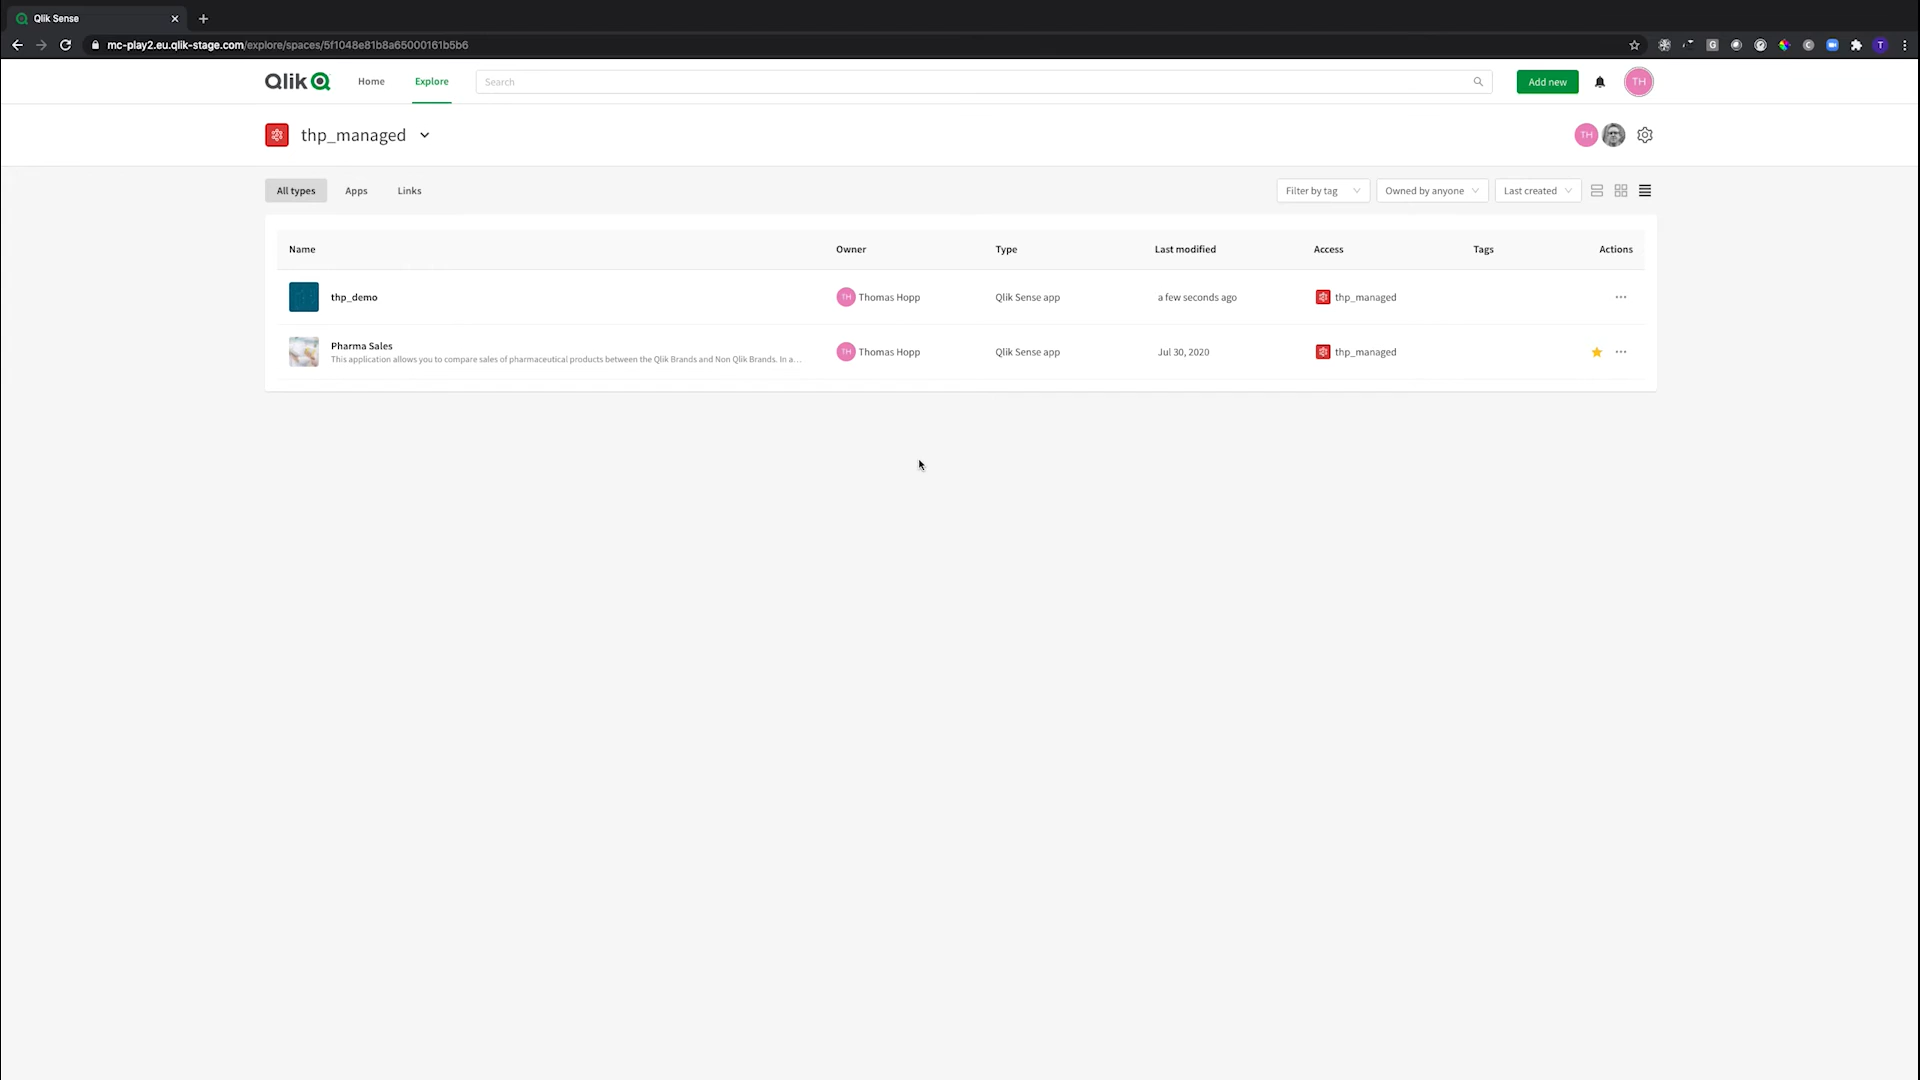 Qlik Sense
mc-play2.eu.qlik-stage.com/explore/spaces/5f1048e81b8a65000161b5b6
G
C
T
Qlik
Home
Explore
Search
Add new
TH
thp_managed
TH
All types
Apps
Links
Filter by tag
Owned by anyone
Last created
Name
Owner
Type
Last modified
Access
Tags
Actions
thp_demo
TH Thomas Hopp
Qlik Sense app
a few seconds ago
thp_managed
Pharma Sales
This application allows you to compare sales of pharmaceutical products between the Qlik Brands and Non Qlik Brands. In a...
TH Thomas Hopp
Qlik Sense app
Jul 30, 2020
thp_managed